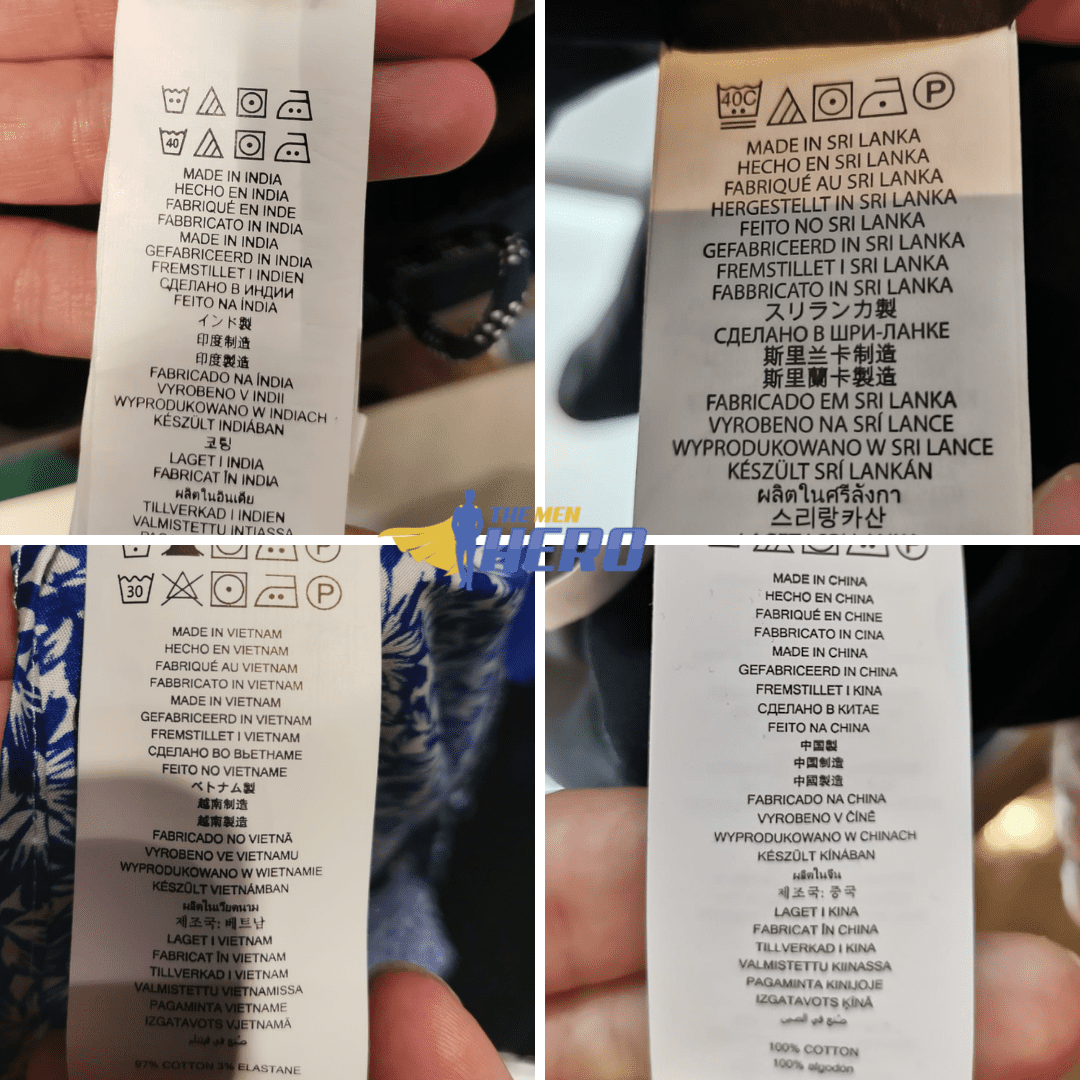 40
MADE IN INDIA
HECHO EN INDIA
FABRIQUÉ EN INDE
FABBRICATO IN INDIA
MADE IN INDIA
GEFABRICEERD IN INDIA
FREMSTILLET I INDIEN
СДЕЛАНО В ИНДИИ
FEITO NA ÍNDIA
インド製
印度制造
印度製造
FABRICADO NA ÍNDIA
VYROBENO V INDII
WYPRODUKOWANO W INDIACH
KÉSZÜLT INDIÁBAN
코팅
LAGET I INDIA
FABRICAT ÎN INDIA
ผลิตในอินเดีย
TILLVERKAD I INDIEN
VALMISTETTU INTIASSA
40C P
MADE IN SRI LANKA
HECHO EN SRI LANKA
FABRIQUÉ AU SRI LANKA
HERGESTELLT IN SRI LANKA
FEITO NO SRI LANKA
GEFABRICEERD IN SRI LANKA
FREMSTILLET I SRI LANKA
FABBRICATO IN SRI LANKA
スリランカ製
СДЕЛАНО В ШРИ-ЛАНКЕ
斯里兰卡制造
斯里蘭卡製造
FABRICADO EM SRI LANKA
VYROBENO NA SRÍ LANCE
WYPRODUKOWANO W SRI LANCE
KÉSZÜLT SRÍ LANKÁN
ผลิตในศรีลังกา
스리랑카산
THE MEN
HERO
P
30 P
MADE IN VIETNAM
HECHO EN VIETNAM
FABRIQUÉ AU VIETNAM
FABBRICATO IN VIETNAM
MADE IN VIETNAM
GEFABRICEERD IN VIETNAM
FREMSTILLET I VIETNAM
СДЕЛАНО ВО ВЬЕТНАМЕ
FEITO NO VIETNAME
ベトナム製
越南制造
越南製造
FABRICADO NO VIETNÃ
VYROBENO VE VIETNAMU
WYPRODUKOWANO W WIETNAMIE
KÉSZÜLT VIETNÁMBAN
ผลิตในเวียดนาม
제조국: 베트남
LAGET I VIETNAM
FABRICAT ÎN VIETNAM
TILLVERKAD I VIETNAM
VALMISTETTU VIETNAMISSA
PAGAMINTA VIETNAME
IZGATAVOTS VJETNAMĀ
صنع في فيتنام
97% COTTON 3% ELASTANE
MADE IN CHINA
HECHO EN CHINA
FABRIQUÉ EN CHINE
FABBRICATO IN CINA
MADE IN CHINA
GEFABRICEERD IN CHINA
FREMSTILLET I KINA
СДЕЛАНО В КИТАЕ
FEITO NA CHINA
中国製
中国制造
中國製造
FABRICADO NA CHINA
VYROBENO V ČÍNĚ
WYPRODUKOWANO W CHINACH
KÉSZÜLT KÍNÁBAN
ผลิตในจีน
제조국: 중국
LAGET I KINA
FABRICAT ÎN CHINA
TILLVERKAD I KINA
VALMISTETTU KIINASSA
PAGAMINTA KINIJOJE
IZGATAVOTS ĶĪNĀ
صنع في الصين
100% COTTON
100% algodón